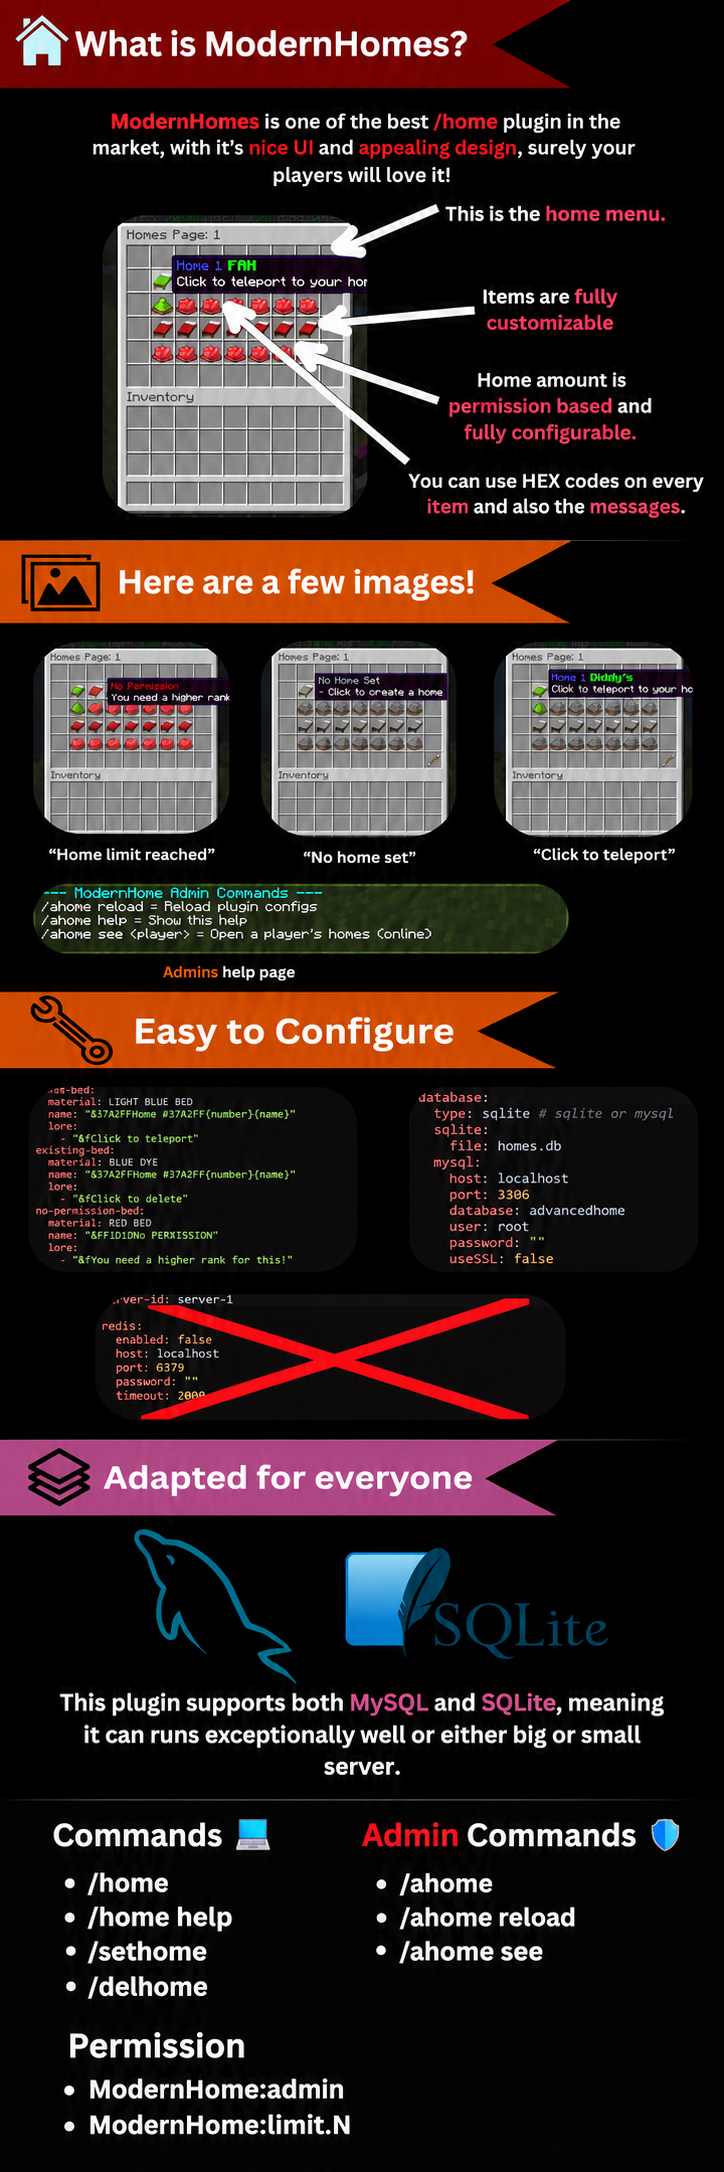 What is ModernHomes?
ModernHomes is one of the best /home plugin in the
market, with it's nice UI and appealing design, surely your
players will love it!
This is the home menu.
Homes Page: 1
Home 1 FAH
Click to teleport to your hor
Items are fully
customizable
Home amount is
permission based and
fully configurable.
Inventory
You can use HEX codes on every
item and also the messages.
Here are a few images!
Homes Page: 1
No Permission
You need a higher rank
Inventory
Homes Page: 1
No Home Set
- Click to create a home
Inventory
Homes Page: 1
Home 1 Diddy's
Click to teleport to your ho
Inventory
"Home limit reached"
"No home set"
"Click to teleport"
--- ModernHome Admin Commands ---
/ahome reload = Reload plugin configs
/ahome help = Show this help
/ahome see <player> = Open a player's homes (online)
Admins help page
Easy to Configure
-bed:
material: LIGHT BLUE BED
name: "&37A2FFHome #37A2FF{number}{name}"
lore:
- "&fClick to teleport"
existing-bed:
material: BLUE DYE
name: "&37A2FFHome #37A2FF{number}{name}"
lore:
- "&fClick to delete"
no-permission-bed:
material: RED BED
name: "&FF1D1DNo PERXISSION"
lore:
- "&fYou need a higher rank for this!"
database:
type: sqlite # sqlite or mysql
sqlite:
file: homes.db
mysql:
host: localhost
port: 3306
database: advancedhome
user: root
password: ""
useSSL: false
rver-id: server-1
redis:
enabled: false
host: localhost
port: 6379
password: ""
timeout: 2000
Adapted for everyone
SQLite
This plugin supports both MySQL and SQLite, meaning
it can runs exceptionally well or either big or small
server.
Commands
/home
/home help
/sethome
/delhome
Admin Commands
/ahome
/ahome reload
/ahome see
Permission
ModernHome:admin
ModernHome:limit.N